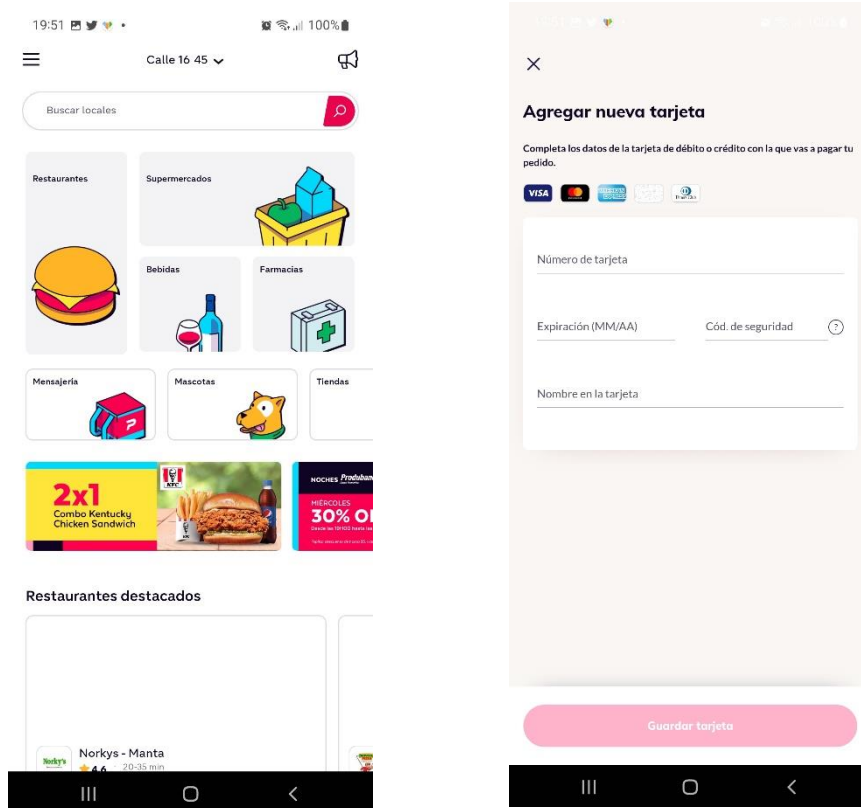 19:51
100%
Calle 16 45
Buscar locales
Restaurantes
Supermercados
Bebidas
Farmacias
Mensajería
Mascotas
Tiendas
2x1
Combo Kentucky
Chicken Sandwich
KFC
NOCHES Produban
MIÉRCOLES
30% O
Restaurantes destacados
Norky's
Norkys - Manta
4.6
20-35 min
Agregar nueva tarjeta
Completa los datos de la tarjeta de débito o crédito con la que vas a pagar tu
pedido.
VISA
Número de tarjeta
Expiración (MM/AA)
Cód. de seguridad
?
Nombre en la tarjeta
Guardar tarjeta